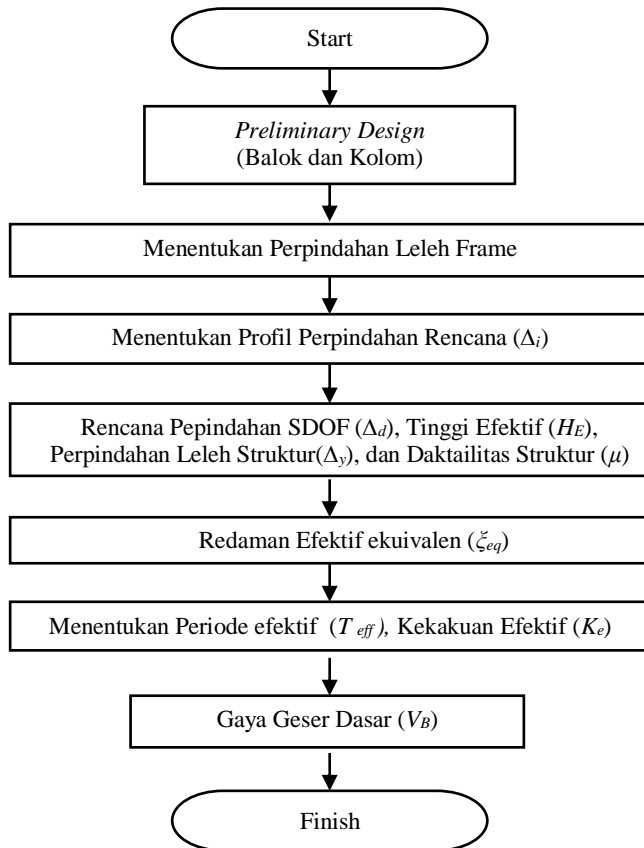 Start
Preliminary Design
(Balok dan Kolom)
Menentukan Perpindahan Leleh Frame
Menentukan Profil Perpindahan Rencana (Δi)
Rencana Pepindahan SDOF (Δd), Tinggi Efektif (HE),
Perpindahan Leleh Struktur(Δy), dan Daktailitas Struktur (μ)
Redaman Efektif ekuivalen (ξeq)
Menentukan Periode efektif (T eff), Kekakuan Efektif (Ke)
Gaya Geser Dasar (VB)
Finish